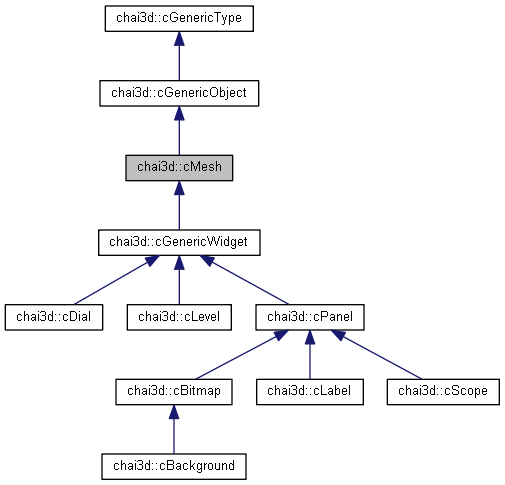 chai3d::cGenericType
chai3d::cGenericObject
chai3d::cMesh
chai3d::cGenericWidget
chai3d::cDial
chai3d::cLevel
chai3d::cPanel
chai3d::cBitmap
chai3d::cLabel
chai3d::cScope
chai3d::cBackground